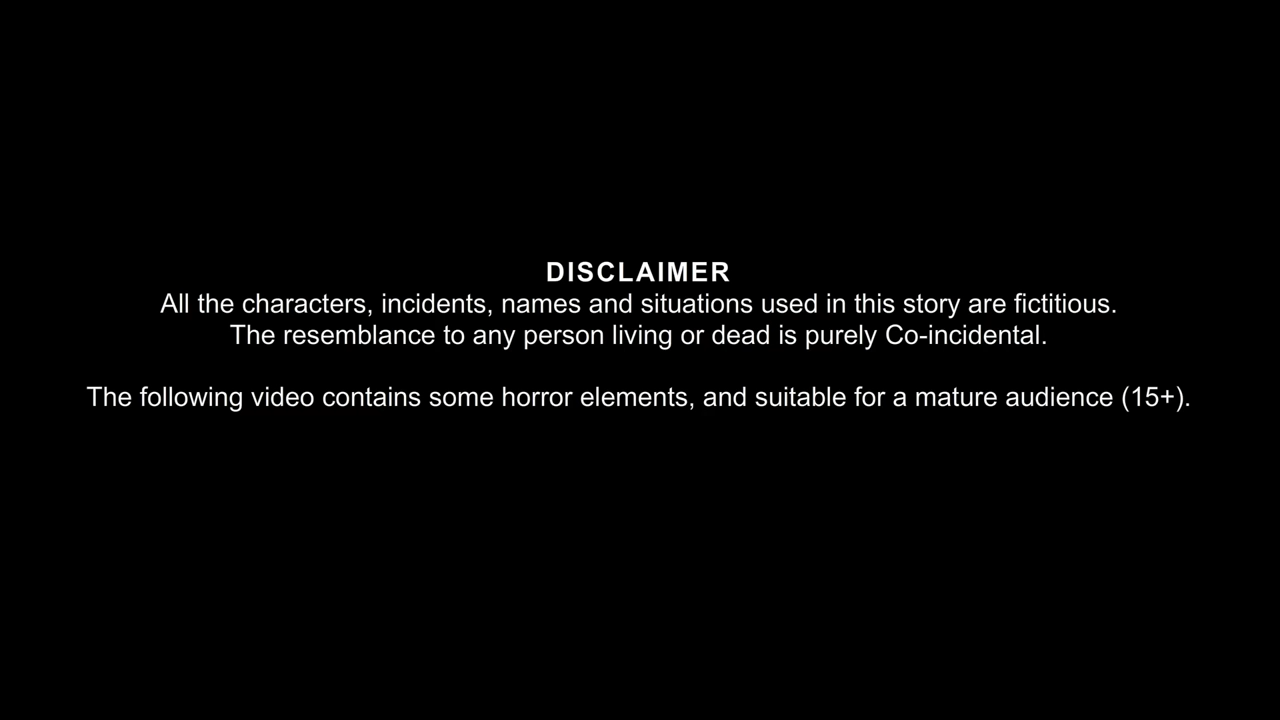 DISCLAIMER
All the characters, incidents, names and situations used in this story are fictitious.
The resemblance to any person living or dead is purely Co-incidental.
The following video contains some horror elements, and suitable for a mature audience (15+).